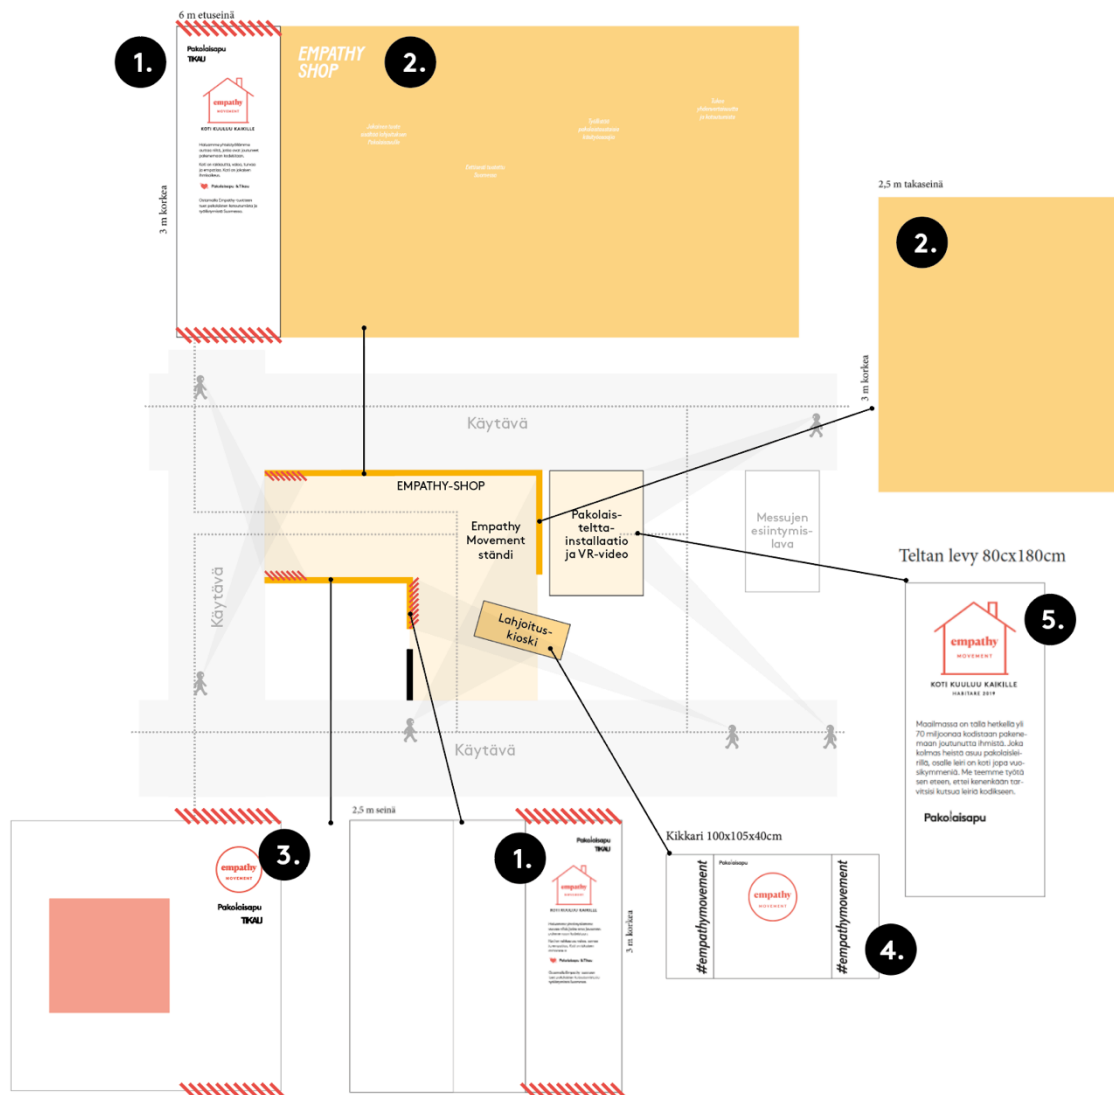 6 m etuseinä
1.
Pakolaisapu
TIKAU
empathy
MOVEMENT
KOTI KUULUU KAIKILLE
Pakolaisapu & Tikau
3 m korkea
EMPATHY
SHOP
2.
2,5 m takaseinä
2.
3 m korkea
Käytävä
EMPATHY-SHOP
Empathy
Movement
ständi
Pakolais-
teltta-
installaatio
ja VR-video
Messujen
esiintymis-
lava
Käytävä
Lahjoitus-
kioski
Käytävä
Teltan levy 80cx180cm
5.
empathy
MOVEMENT
KOTI KUULUU KAIKILLE
HABITARE 2019
Maailmassa on tällä hetkellä yli
70 miljoonaa kodistaan pakene-
maan joutunutta ihmistä. Joka
kolmas heistä asuu pakolaislei-
rillä, osalle leiri on koti jopa vuo-
sikymmeniä. Me teemme työtä
sen eteen, ettei kenenkään tar-
vitsisi kutsua leiriä kodikseen.
Pakolaisapu
3.
empathy
MOVEMENT
Pakolaisapu
TIKAU
2,5 m seinä
1.
Pakolaisapu
TIKAU
empathy
MOVEMENT
KOTI KUULUU KAIKILLE
Pakolaisapu & Tikau
3 m korkea
Kikkari 100x105x40cm
#empathymovement
Pakolaisapu
empathy
MOVEMENT
#empathymovement
4.